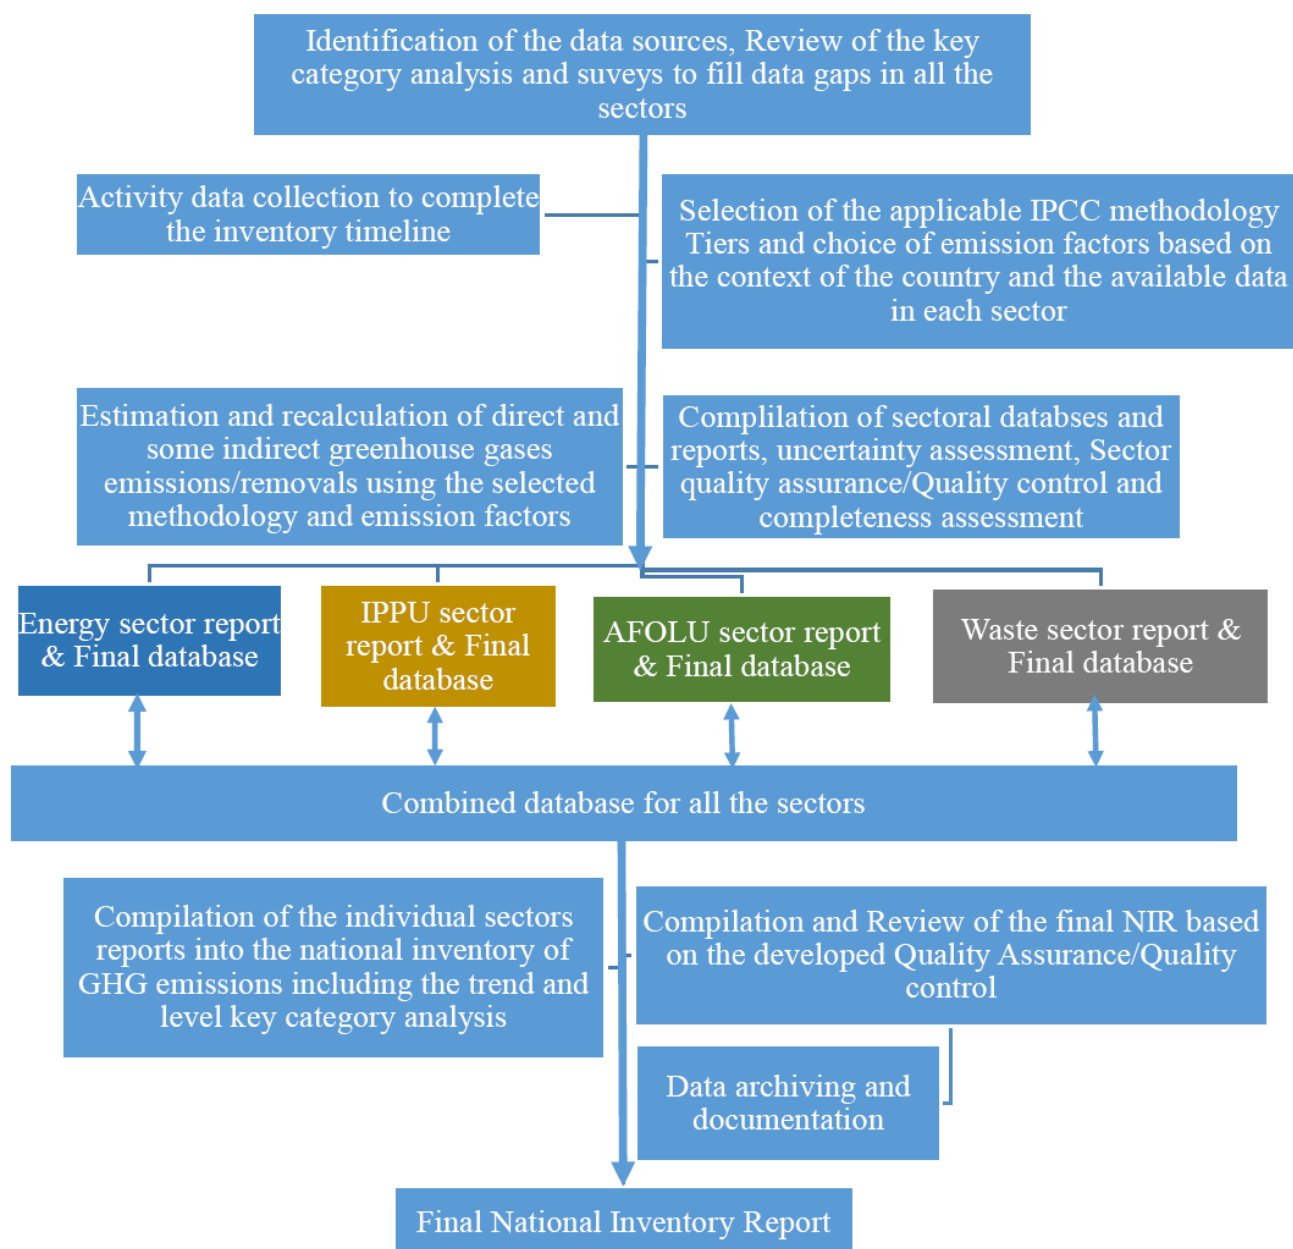 Identification of the data sources, Review of the key
category analysis and suveys to fill data gaps in all the
sectors
Activity data collection to complete
the inventory timeline
Selection of the applicable IPCC methodology
Tiers and choice of emission factors based on
the context of the country and the available data
in each sector
Estimation and recalculation of direct and
some indirect greenhouse gases
emissions/removals using the selected
methodology and emission factors
Complilation of sectoral databses and
reports, uncertainty assessment, Sector
quality assurance/Quality control and
completeness assessment
Energy sector report
& Final database
IPPU sector
report & Final
database
AFOLU sector report
& Final database
Waste sector report &
Final database
Combined database for all the sectors
Compilation of the individual sectors
reports into the national inventory of
GHG emissions including the trend and
level key category analysis
Compilation and Review of the final NIR based
on the developed Quality Assurance/Quality
control
Data archiving and
documentation
Final National Inventory Report